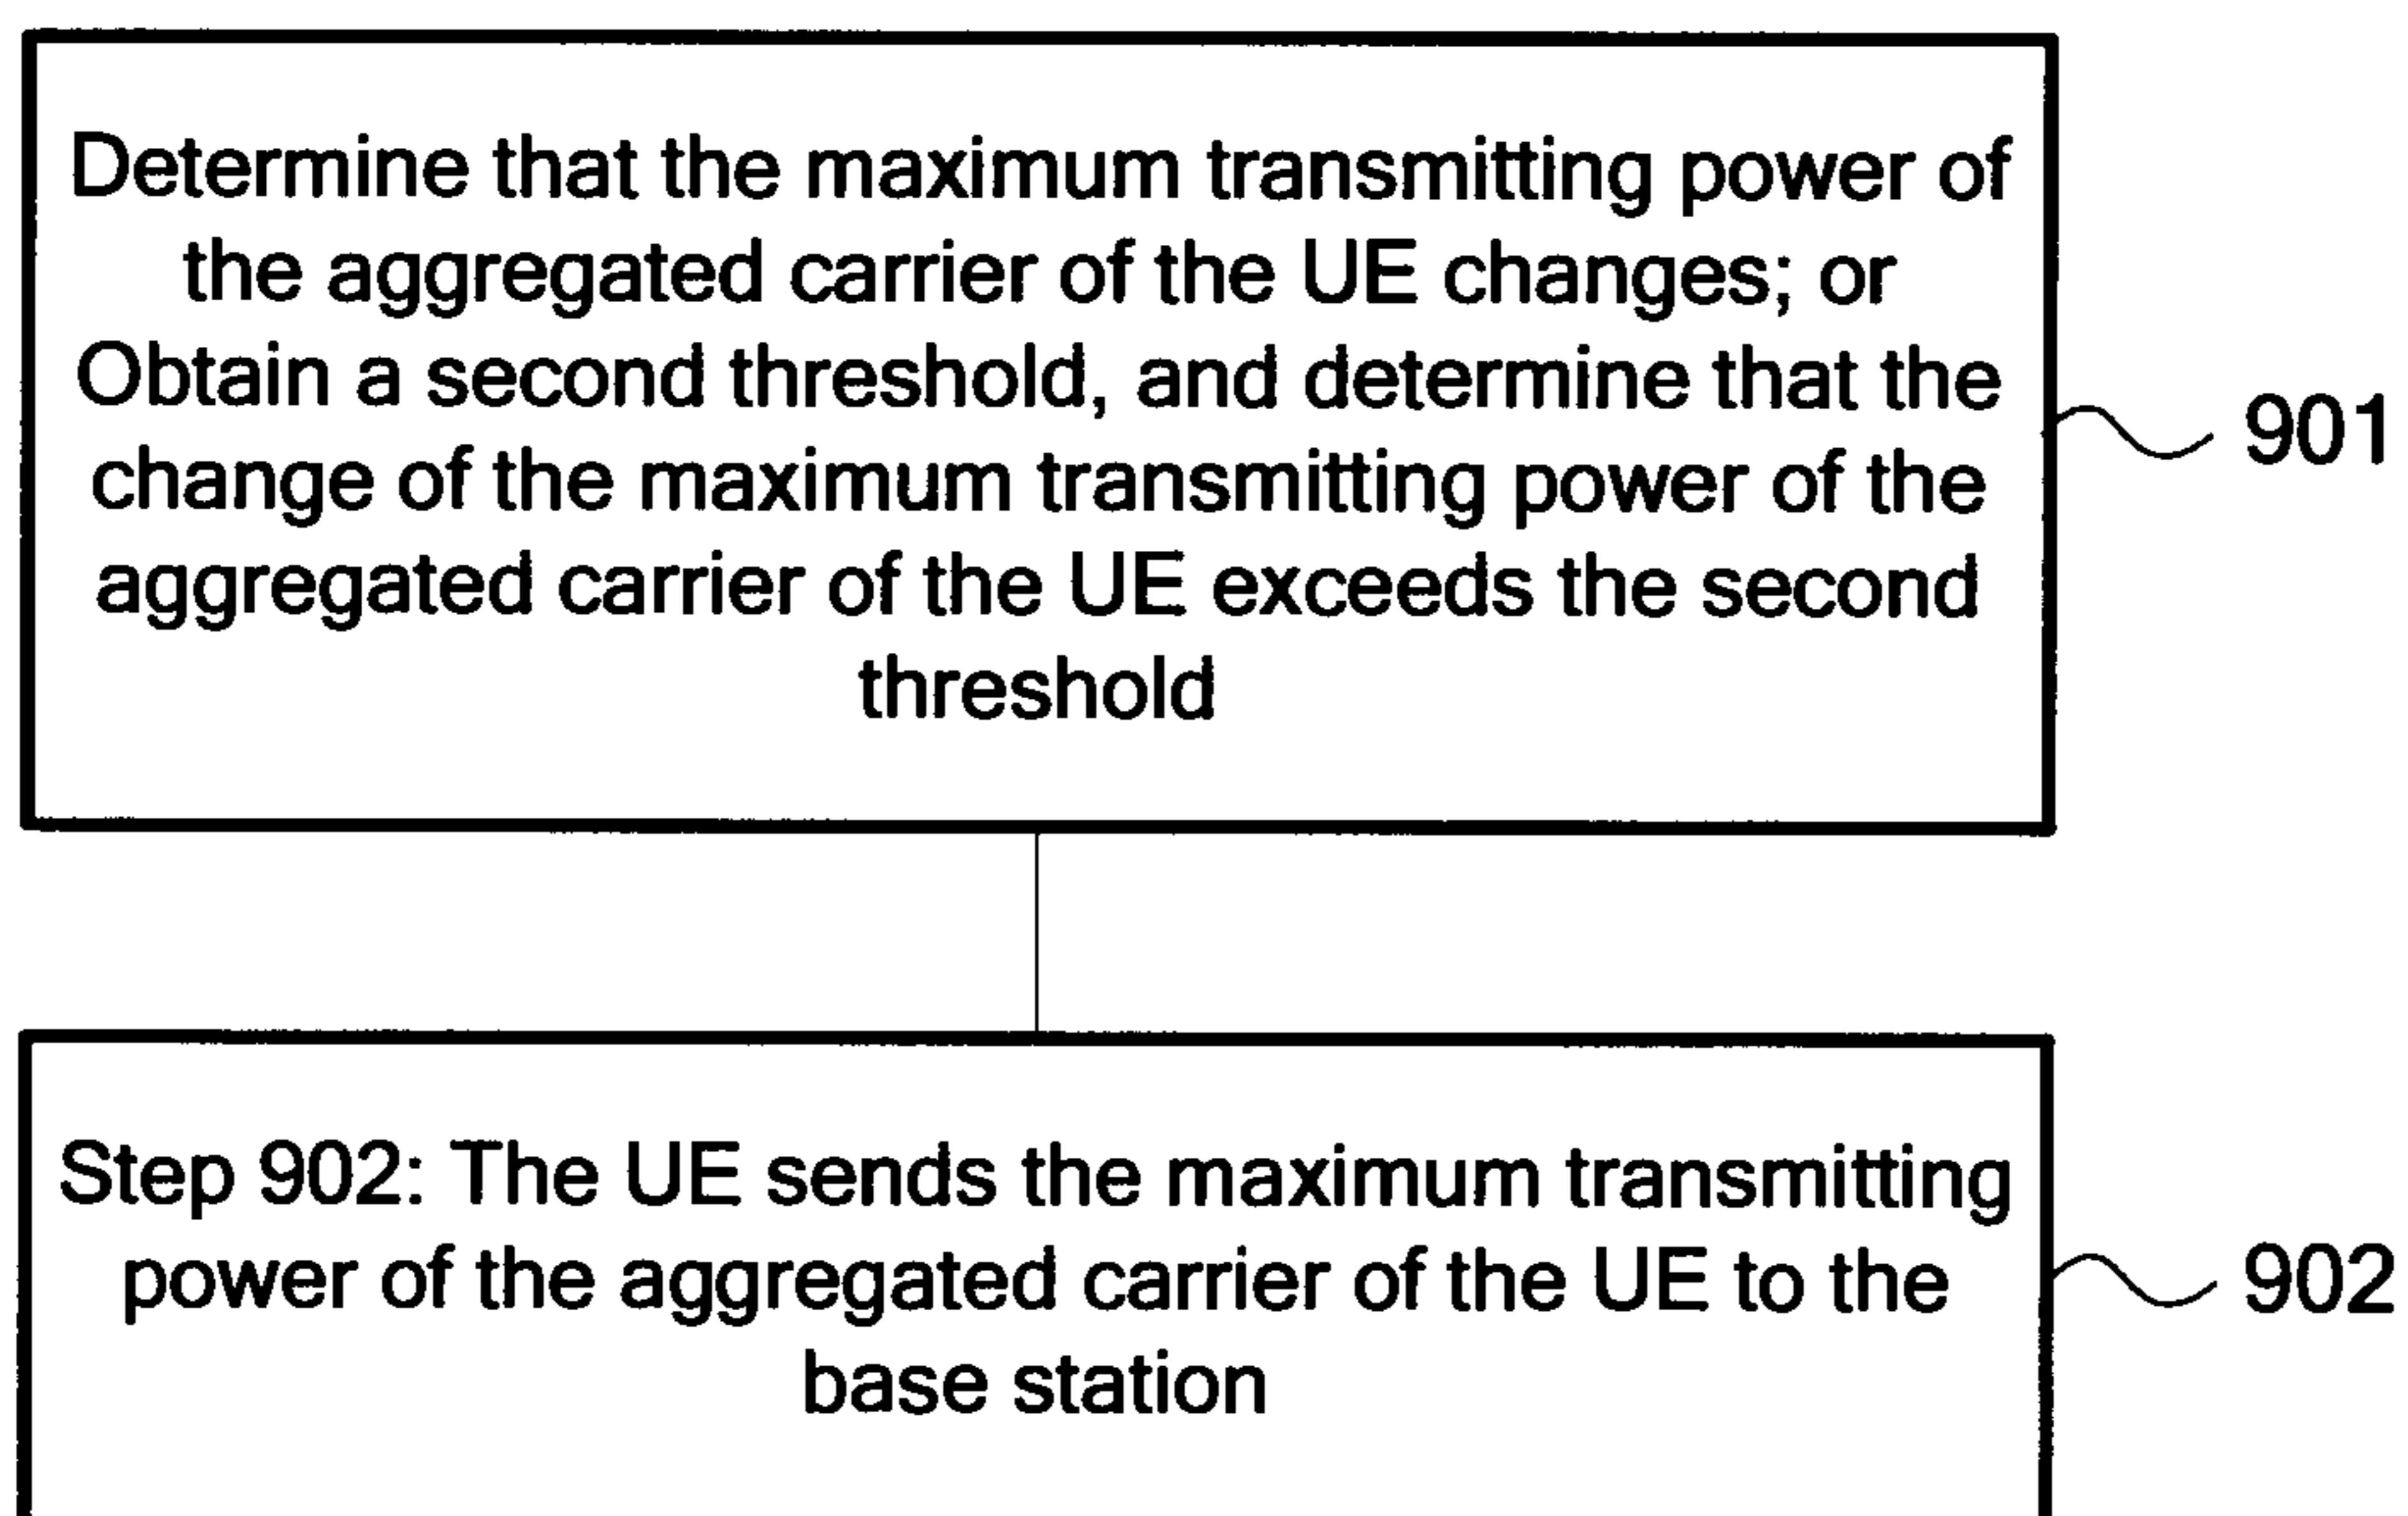 Determine that the maximum transmitting power of
the aggregated carrier of the UE changes; or
Obtain a second threshold, and determine that the
change of the maximum transmitting power of the
aggregated carrier of the UE exceeds the second
threshold
901
Step 902: The UE sends the maximum transmitting
power of the aggregated carrier of the UE to the
base station
902